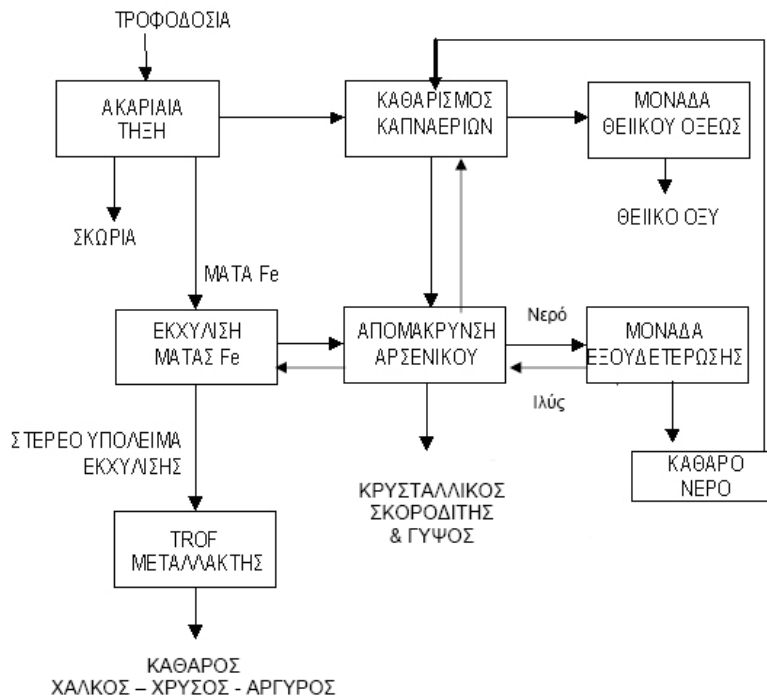 ΤΡΟΦΟΔΟΣΙΑ
ΑΚΑΡΙΑΙΑ
ΤΗΞΗ
ΚΑΘΑΡΙΣΜΟΣ
ΚΑΠΝΑΕΡΙΩΝ
ΜΟΝΑΔΑ
ΘΕΙΙΚΟΥ ΟΞΕΩΣ
ΣΚΩΡΙΑ
ΘΕΙΙΚΟ ΟΞΥ
ΜΑΤΑ Fe
ΕΚΧΥΛΙΣΗ
ΜΑΤΑΣ Fe
ΑΠΟΜΑΚΡΥΝΣΗ
ΑΡΣΕΝΙΚΟΥ
Νερό
Ιλύς
ΜΟΝΑΔΑ
ΕΞΟΥΔΕΤΕΡΩΣΗΣ
ΣΤΕΡΕΟ ΥΠΟΛΕΙΜΑ
ΕΚΧΥΛΙΣΗΣ
ΚΡΥΣΤΑΛΛΙΚΟΣ
ΣΚΟΡΟΔΙΤΗΣ
& ΓΥΨΟΣ
ΚΑΘΑΡΟ
ΝΕΡΟ
TROF
ΜΕΤΑΛΛΑΚΤΗΣ
ΚΑΘΑΡΟΣ
ΧΑΛΚΟΣ – ΧΡΥΣΟΣ - ΑΡΓΥΡΟΣ